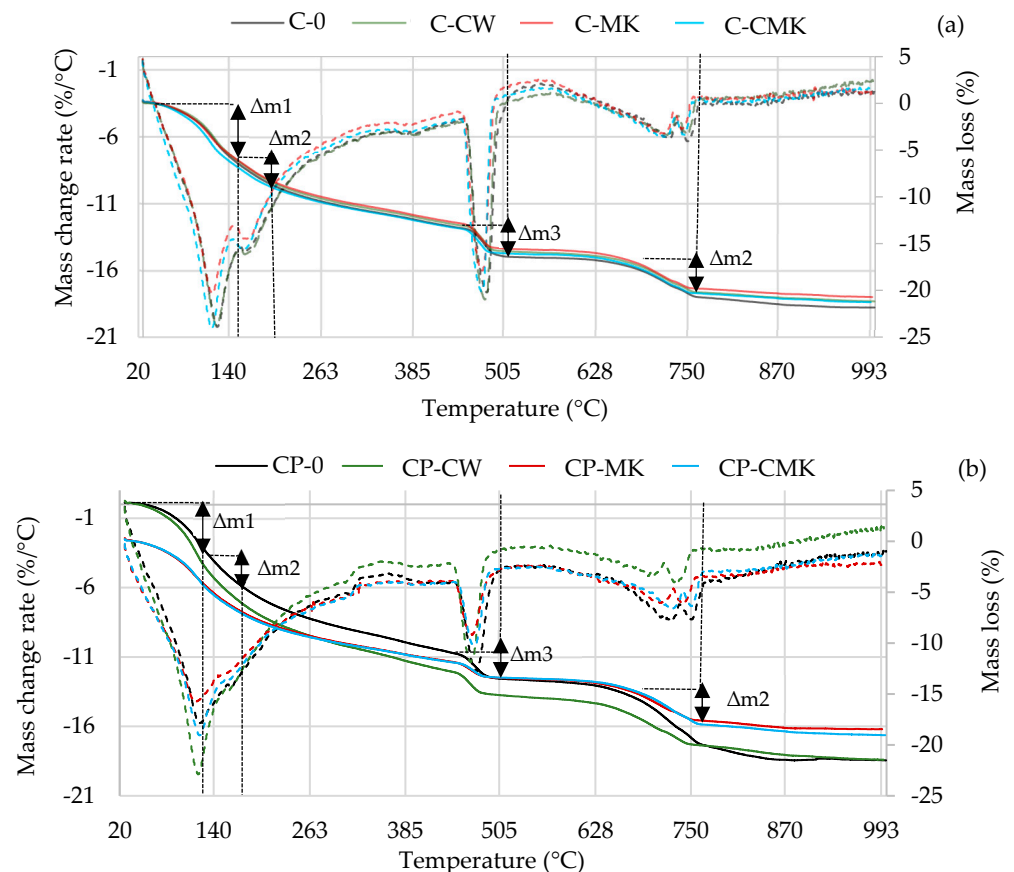 C-0 C-CW C-MK C-CMK (a)
Mass change rate (%/°C)
-1
-6
-11
-16
-21
Δm1
Δm2
Δm3
Δm2
5
0
-5
-10
-15
-20
-25
Mass loss (%)
20 140 263 385 505 628 750 870 993
Temperature (°C)
CP-0 CP-CW CP-MK CP-CMK (b)
Mass change rate (%/°C)
-1
-6
-11
-16
-21
Δm1
Δm2
Δm3
Δm2
5
0
-5
-10
-15
-20
-25
Mass loss (%)
20 140 263 385 505 628 750 870 993
Temperature (°C)